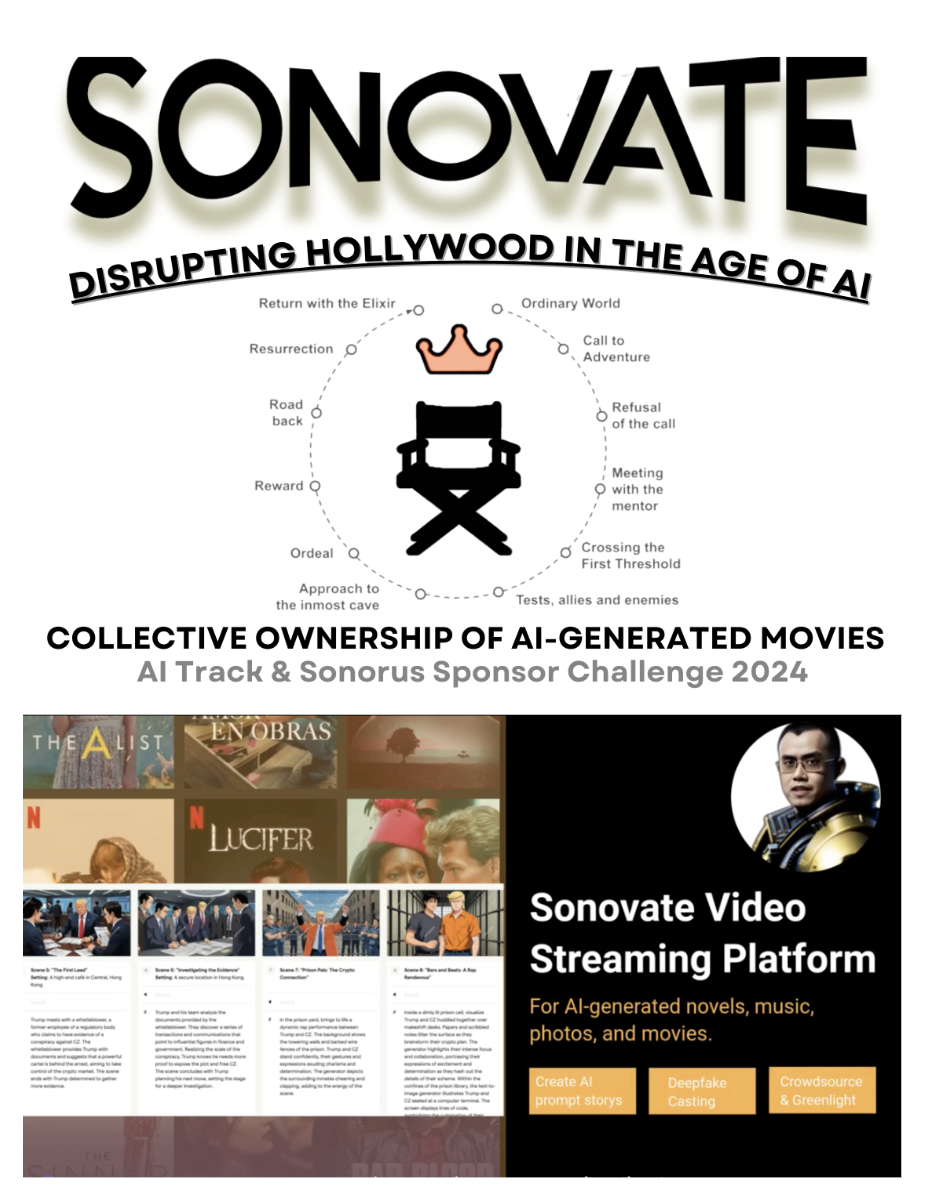 SONOVATE
DISRUPTING HOLLYWOOD IN THE AGE OF AI
Return with the Elixir
Ordinary World
Resurrection
Call to
Adventure
Road
back
Refusal
of the call
Reward
Meeting
with the
mentor
Ordeal
Crossing the
First Threshold
Approach to
the inmost cave
Tests, allies and enemies
COLLECTIVE OWNERSHIP OF AI-GENERATED MOVIES
AI Track & Sonorus Sponsor Challenge 2024
THE A LIST
AMOR
EN OBRAS
N
N
LUCIFER
Scene 5: "The First Lead"
Setting: A high-end café in Central, Hong
Kong.
Trump meets with a whistleblower, a
former employee of a regulatory body
who claims to have evidence of a
conspiracy against CZ. The
whistleblower provides Trump with
documents and suggests that a powerful
cartel is behind the arrest, aiming to take
control of the crypto market. The scene
ends with Trump determined to gather
more evidence.
Scene 6: "Investigating the Evidence"
Setting: A secure location in Hong Kong.
Trump and his team analyze the
documents provided by the
whistleblower. They discover a series of
transactions and communications that
point to influential figures in finance and
government. Realizing the scale of the
conspiracy, Trump knows he needs more
proof to expose the plot and free CZ.
The scene concludes with Trump
planning his next move, setting the stage
for a deeper investigation.
Scene 7: "Prison Pals: The Crypto
Connection"
In the prison yard, brings to life a
dynamic rap performance between
Trump and CZ. The background shows
the towering walls and barbed wire
fences of the prison. Trump and CZ
stand confidently, their gestures and
expressions exuding charisma and
determination. The generator depicts
the surrounding inmates cheering and
clapping, adding to the energy of the
scene.
Scene 8: "Bars and Beats: A Rap
Rendevous"
Inside a dimly lit prison cell, visualize
Trump and CZ huddled together over
makeshift desks. Papers and scribbled
notes litter the surface as they
brainstorm their crypto plan. The
generator highlights their intense focus
and collaboration, portraying their
expressions of excitement and
determination as they hash out the
details of their scheme. Within the
confines of the prison library, the text-to-
image generator illustrates Trump and
CZ seated at a computer terminal. The
screen displays lines of code,
THE
SINNER
BAD BLOOD
Sonovate Video
Streaming Platform
For AI-generated novels, music,
photos, and movies.
Create AI
prompt storys
Deepfake
Casting
Crowdsource
& Greenlight